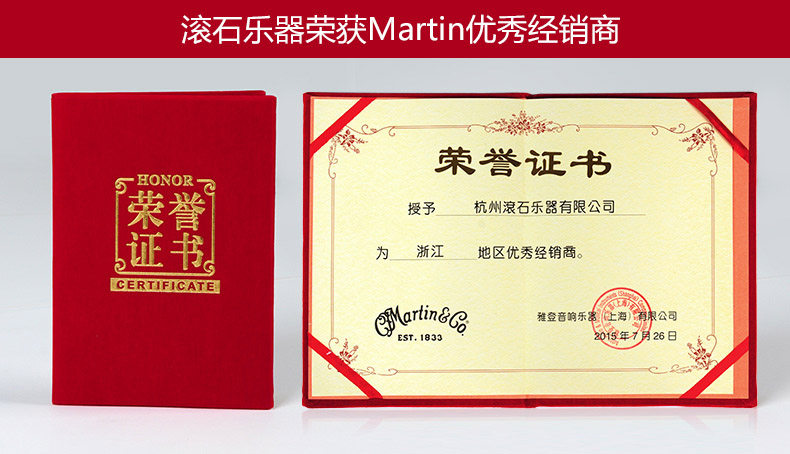 滚石乐器荣获Martin优秀经销商
HONOR
荣誉
证书
CERTIFICATE
荣誉证书
授予 杭州滚石乐器有限公司
为 浙江 地区优秀经销商。
CFMartin&Co.
EST. 1833
雅登音响乐器（上海）有限公司
2015年7月26日